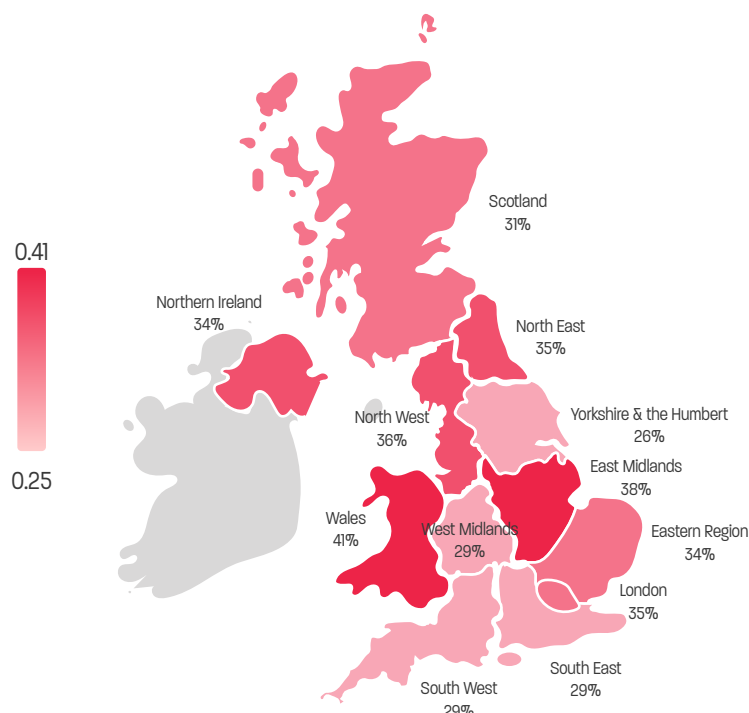 Scotland
31%
0.41
Northern Ireland
34%
North East
35%
Yorkshire & the Humbert
26%
North West
36%
East Midlands
38%
0.25
Wales
41%
West Midlands
29%
Eastern Region
34%
London
35%
South East
29%
South West
29%